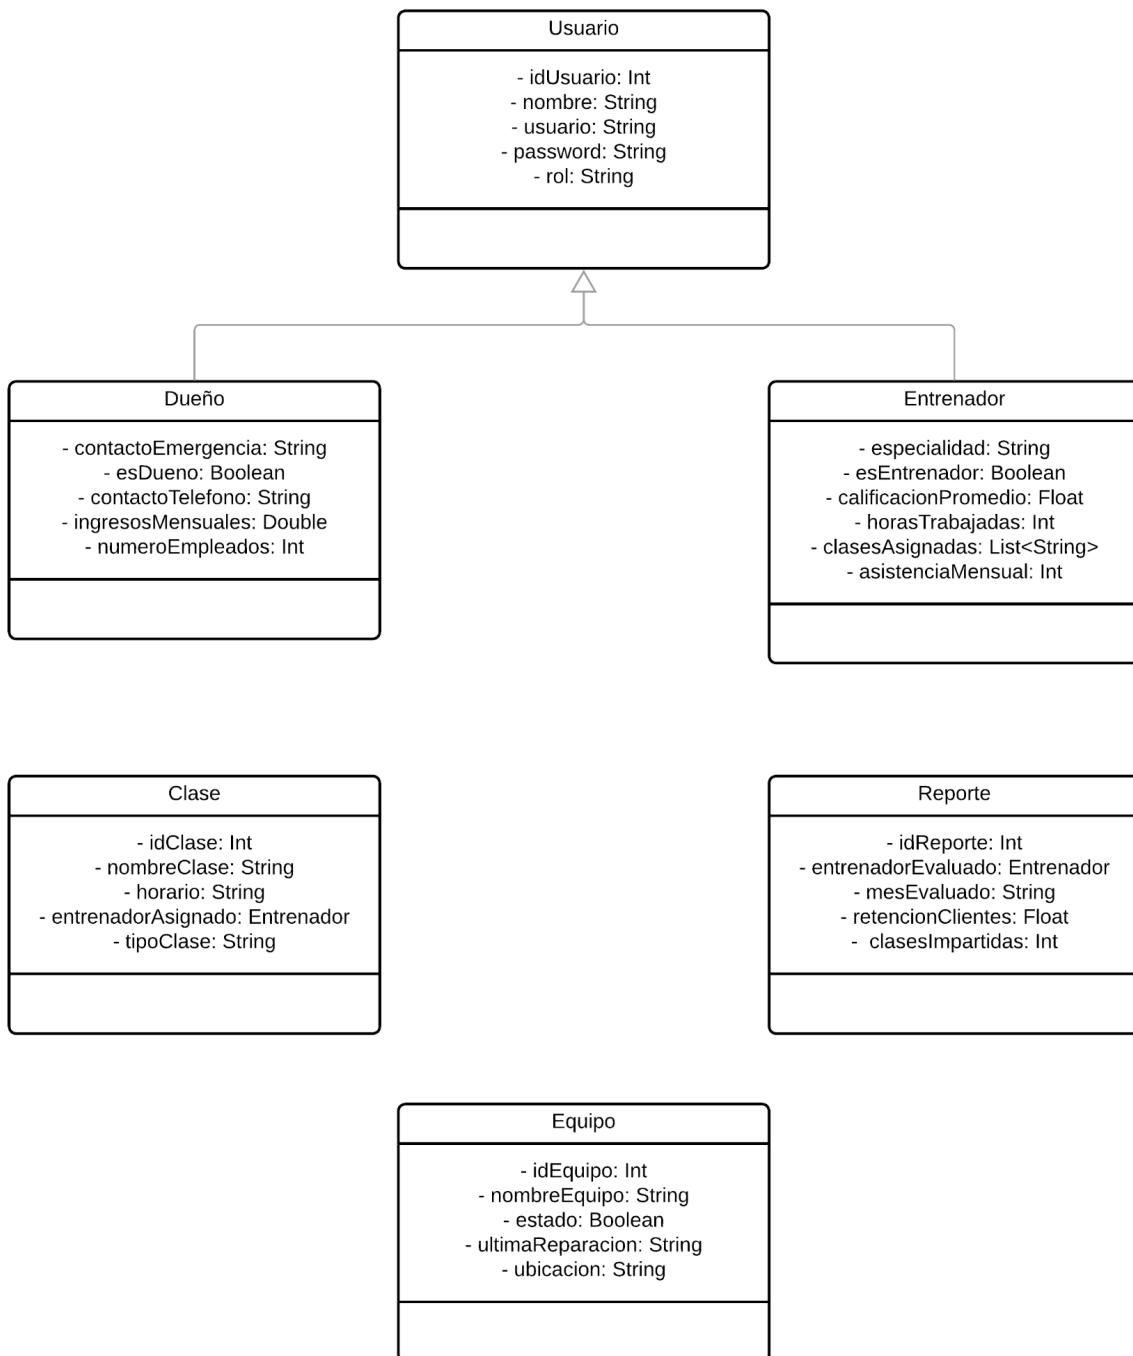 Usuario
- idUsuario: Int
- nombre: String
- usuario: String
- password: String
- rol: String
Dueño
- contactoEmergencia: String
- esDueno: Boolean
- contactoTelefono: String
- ingresosMensuales: Double
- numeroEmpleados: Int
Entrenador
- especialidad: String
- esEntrenador: Boolean
- calificacionPromedio: Float
- horasTrabajadas: Int
- clasesAsignadas: List<String>
- asistenciaMensual: Int
Clase
- idClase: Int
- nombreClase: String
- horario: String
- entrenadorAsignado: Entrenador
- tipoClase: String
Reporte
- idReporte: Int
- entrenadorEvaluado: Entrenador
- mesEvaluado: String
- retencionClientes: Float
- clasesImpartidas: Int
Equipo
- idEquipo: Int
- nombreEquipo: String
- estado: Boolean
- ultimaReparacion: String
- ubicacion: String